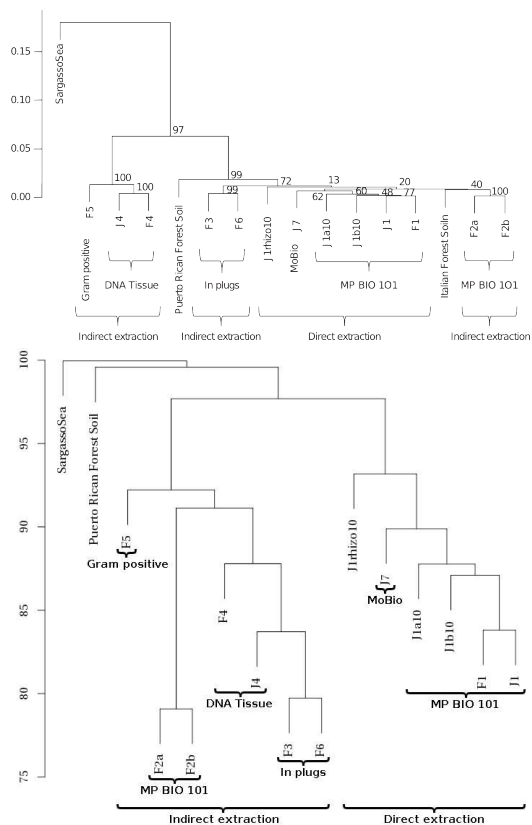 0.15
0.10
0.05
0.00
SargassoSea
97
100
100
99
99
72
13
20
60
62
48
77
40
100
F5
J 4
F4
Puerto Rican Forest Soil
F3
F6
J 1rhizo10
J 7
J 1a10
J 1b10
J 1
F1
Italian Forest Soiln
F2a
F2b
Gram positive
DNA Tissue
In plugs
MoBio
MP BIO 1O1
MP BIO 1O1
Indirect extraction
Indirect extraction
Direct extraction
Indirect extraction
100
95
90
85
80
75
SargassoSea
Puerto Rican Forest Soil
F5
Gram positive
J1rhizo10
J7
MoBio
F4
J1a10
J1b10
J4
DNA Tissue
F1
J1
MP BIO 101
F2a
F2b
MP BIO 101
F3
F6
In plugs
Indirect extraction
Direct extraction